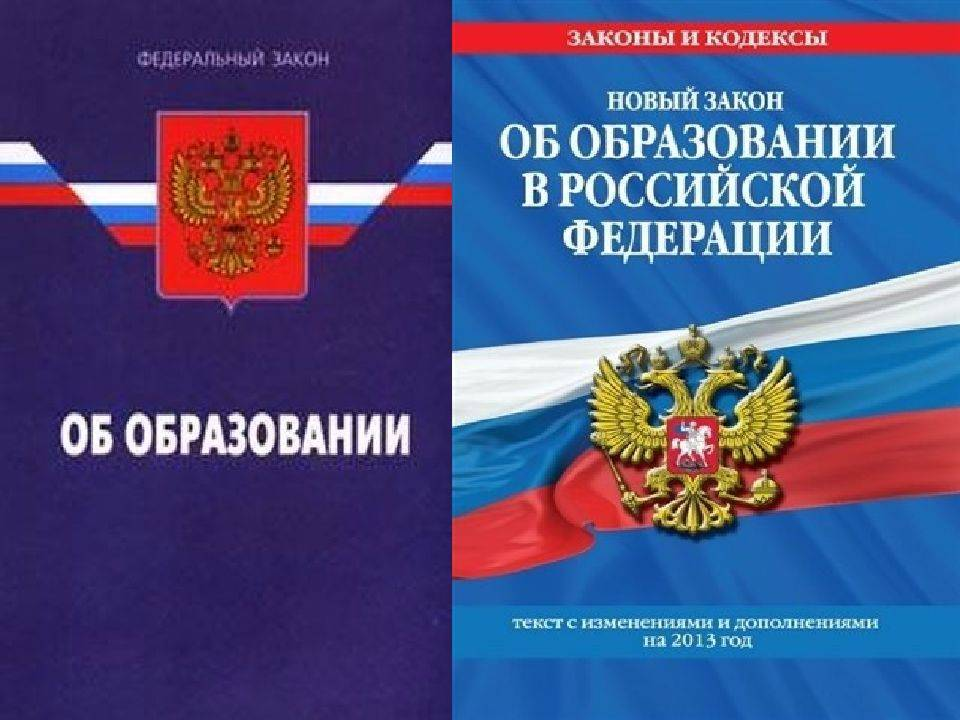 ФЕДЕРАЛЬНЫЙ ЗАКОН
ОБ ОБРАЗОВАНИИ
ЗАКОНЫ И КОДЕКСЫ
НОВЫЙ ЗАКОН
ОБ ОБРАЗОВАНИИ
В РОССИЙСКОЙ
ФЕДЕРАЦИИ
текст с изменениями и дополнениями
на 2013 год